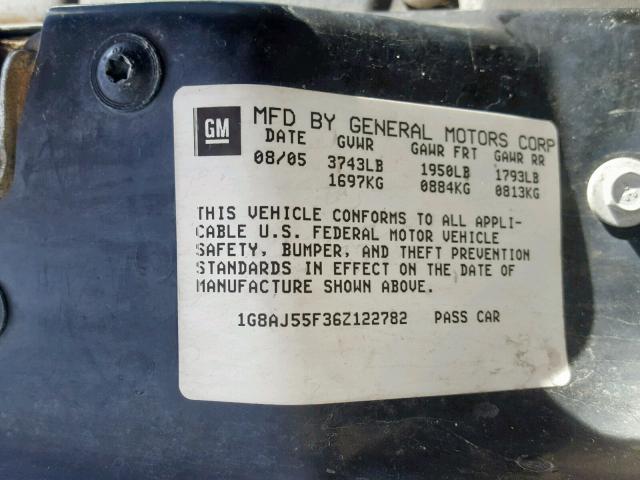 GM
MFD BY GENERAL MOTORS CORP
DATE GVWR GAWR FRT GAWR RR
08/05 3743LB 1950LB 1793LB
1697KG 0884KG 0813KG
THIS VEHICLE CONFORMS TO ALL APPLI-
CABLE U.S. FEDERAL MOTOR VEHICLE
SAFETY, BUMPER, AND THEFT PREVENTION
STANDARDS IN EFFECT ON THE DATE OF
MANUFACTURE SHOWN ABOVE.
1G8AJ55F36Z122782 PASS CAR